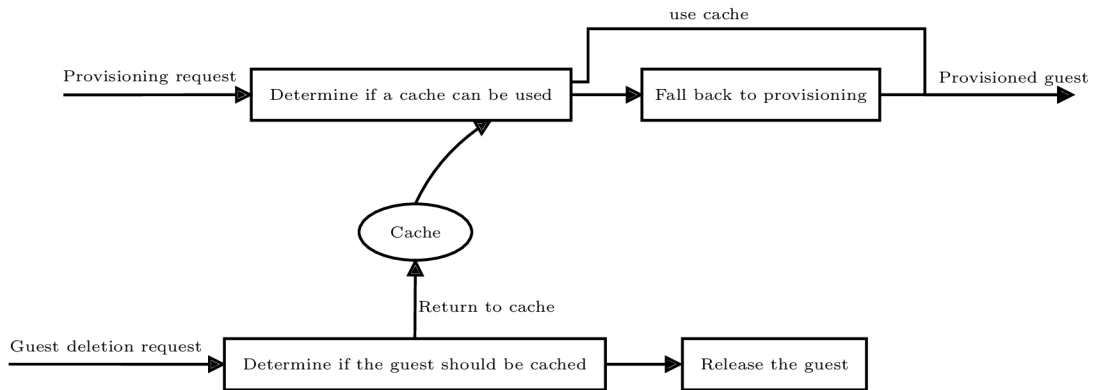 use cache
Provisioning request
Determine if a cache can be used
Fall back to provisioning
Provisioned guest
Cache
Return to cache
Guest deletion request
Determine if the guest should be cached
Release the guest